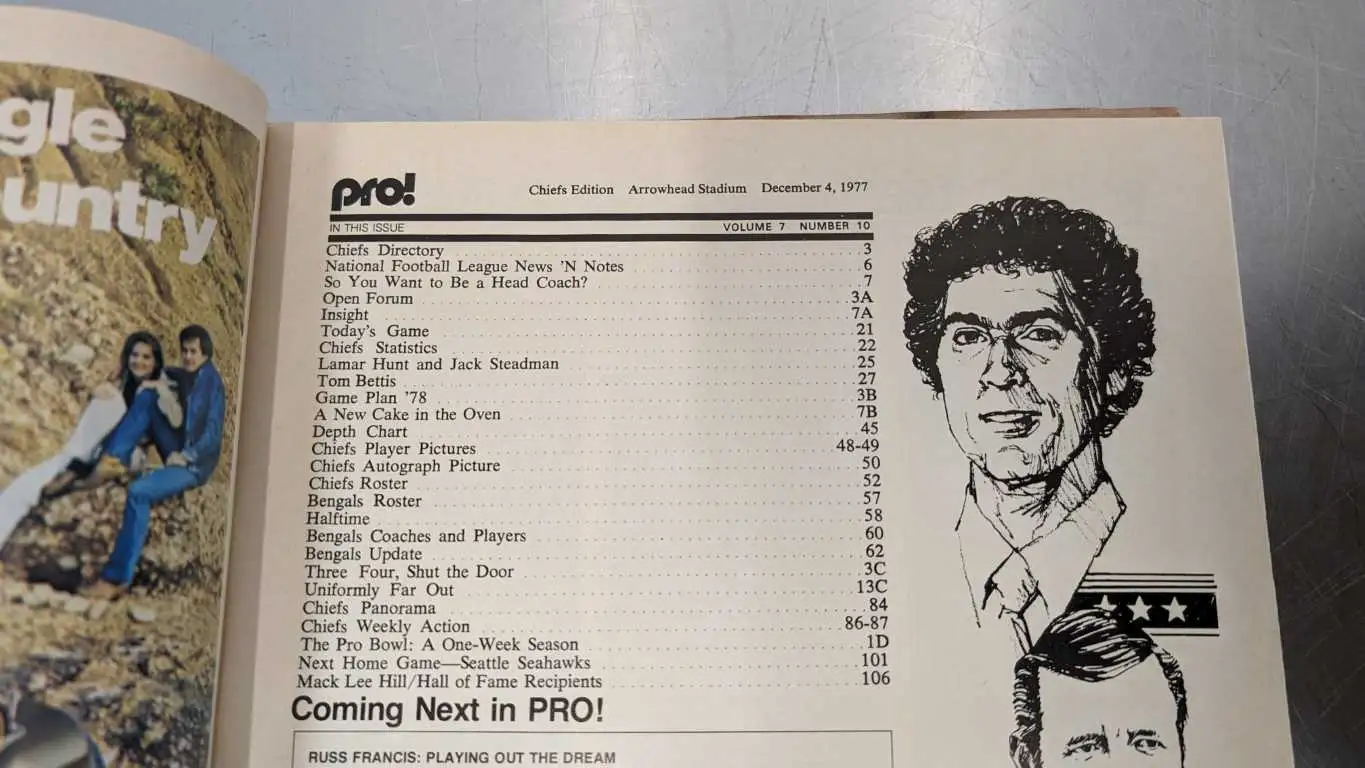 gle
untry
pro!
Chiefs Edition Arrowhead Stadium December 4, 1977
IN THIS ISSUE VOLUME 7 NUMBER 10
Chiefs Directory 3
National Football League News 'N Notes 6
So You Want to Be a Head Coach? 7
Open Forum 3A
Insight 7A
Today's Game 21
Chiefs Statistics 22
Lamar Hunt and Jack Steadman 25
Tom Bettis 27
Game Plan '78 3B
A New Cake in the Oven 7B
Depth Chart 45
Chiefs Player Pictures 48-49
Chiefs Autograph Picture 50
Chiefs Roster 52
Bengals Roster 57
Halftime 58
Bengals Coaches and Players 60
Bengals Update 62
Three Four, Shut the Door 3C
Uniformly Far Out 13C
Chiefs Panorama 84
Chiefs Weekly Action 86-87
The Pro Bowl: A One-Week Season 1D
Next Home Game—Seattle Seahawks 101
Mack Lee Hill/Hall of Fame Recipients 106
Coming Next in PRO!
RUSS FRANCIS: PLAYING OUT THE DREAM